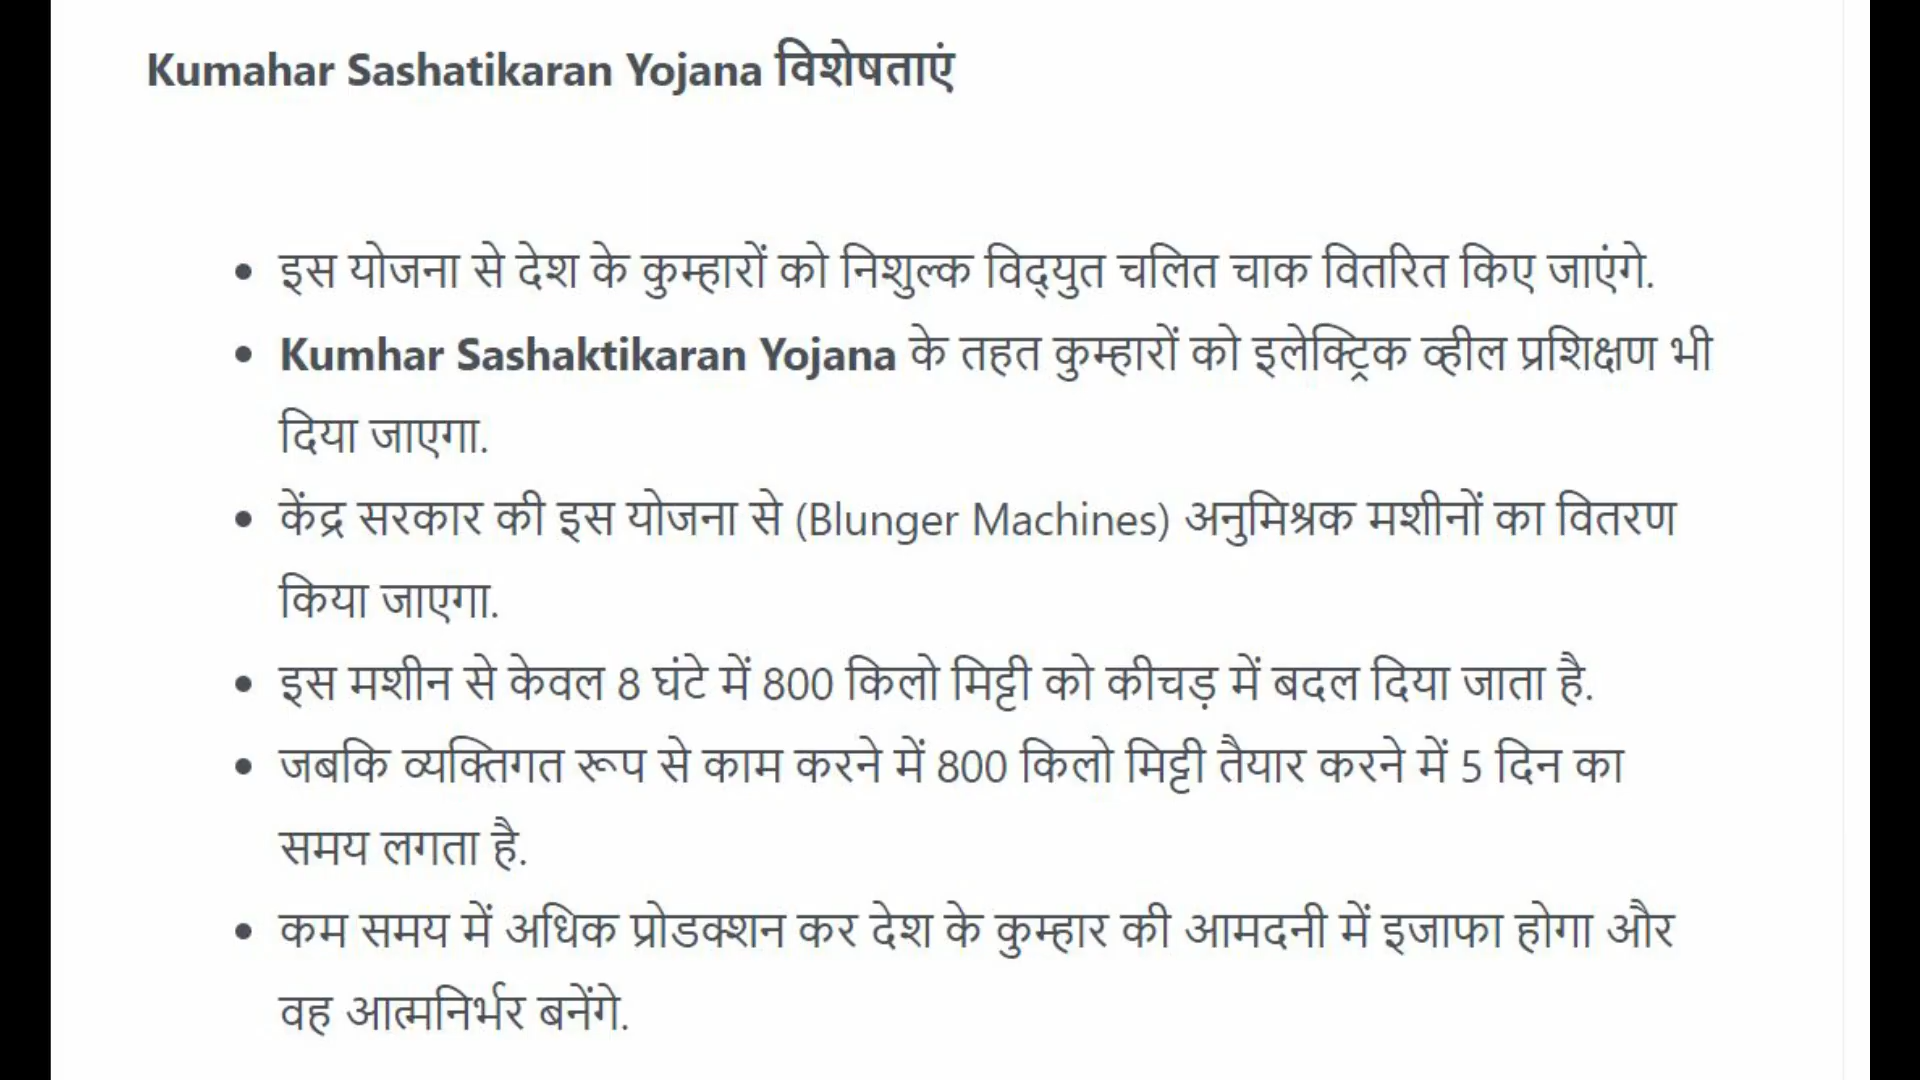 Kumahar Sashatikaran Yojana विशेषताएं
• इस योजना से देश के कुम्हारों को निशुल्क विद्युत चलित चाक वितरित किए जाएंगे.
• Kumhar Sashaktikaran Yojana के तहत कुम्हारों को इलेक्ट्रिक व्हील प्रशिक्षण भी
दिया जाएगा.
• केंद्र सरकार की इस योजना से (Blunger Machines) अनुमिश्रक मशीनों का वितरण
किया जाएगा.
• इस मशीन से केवल 8 घंटे में 800 किलो मिट्टी को कीचड़ में बदल दिया जाता है.
• जबकि व्यक्तिगत रूप से काम करने में 800 किलो मिट्टी तैयार करने में 5 दिन का
समय लगता है.
• कम समय में अधिक प्रोडक्शन कर देश के कुम्हार की आमदनी में इजाफा होगा और
वह आत्मनिर्भर बनेंगे.